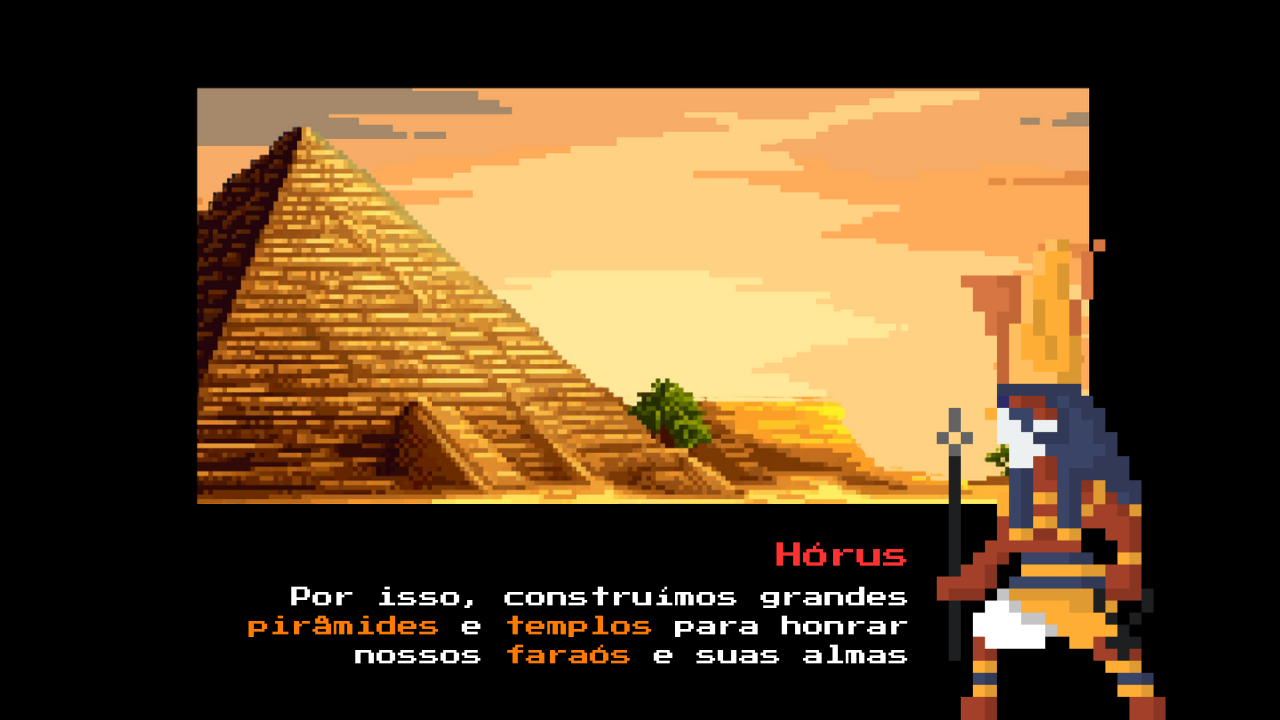 Hórus
Por isso, construímos grandes
pirâmides e templos para honrar
nossos faraós e suas almas